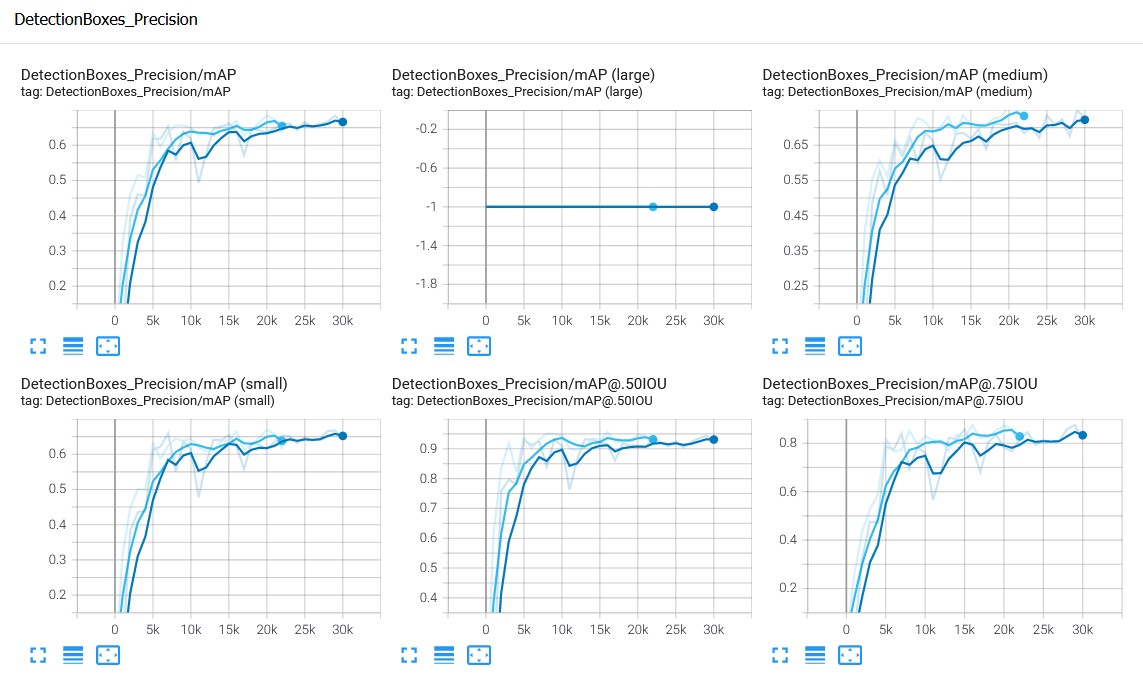 DetectionBoxes_Precision
DetectionBoxes_Precision/mAP
tag: DetectionBoxes_Precision/mAP
0.6
0.5
0.4
0.3
0.2
0 5k 10k 15k 20k 25k 30k
DetectionBoxes_Precision/mAP (large)
tag: DetectionBoxes_Precision/mAP (large)
-0.2
-0.6
-1
-1.4
-1.8
0 5k 10k 15k 20k 25k 30k
DetectionBoxes_Precision/mAP (medium)
tag: DetectionBoxes_Precision/mAP (medium)
0.65
0.55
0.45
0.35
0.25
0 5k 10k 15k 20k 25k 30k
DetectionBoxes_Precision/mAP (small)
tag: DetectionBoxes_Precision/mAP (small)
0.6
0.5
0.4
0.3
0.2
0 5k 10k 15k 20k 25k 30k
DetectionBoxes_Precision/mAP@.50IOU
tag: DetectionBoxes_Precision/mAP@.50IOU
0.9
0.8
0.7
0.6
0.5
0.4
0 5k 10k 15k 20k 25k 30k
DetectionBoxes_Precision/mAP@.75IOU
tag: DetectionBoxes_Precision/mAP@.75IOU
0.8
0.6
0.4
0.2
0 5k 10k 15k 20k 25k 30k